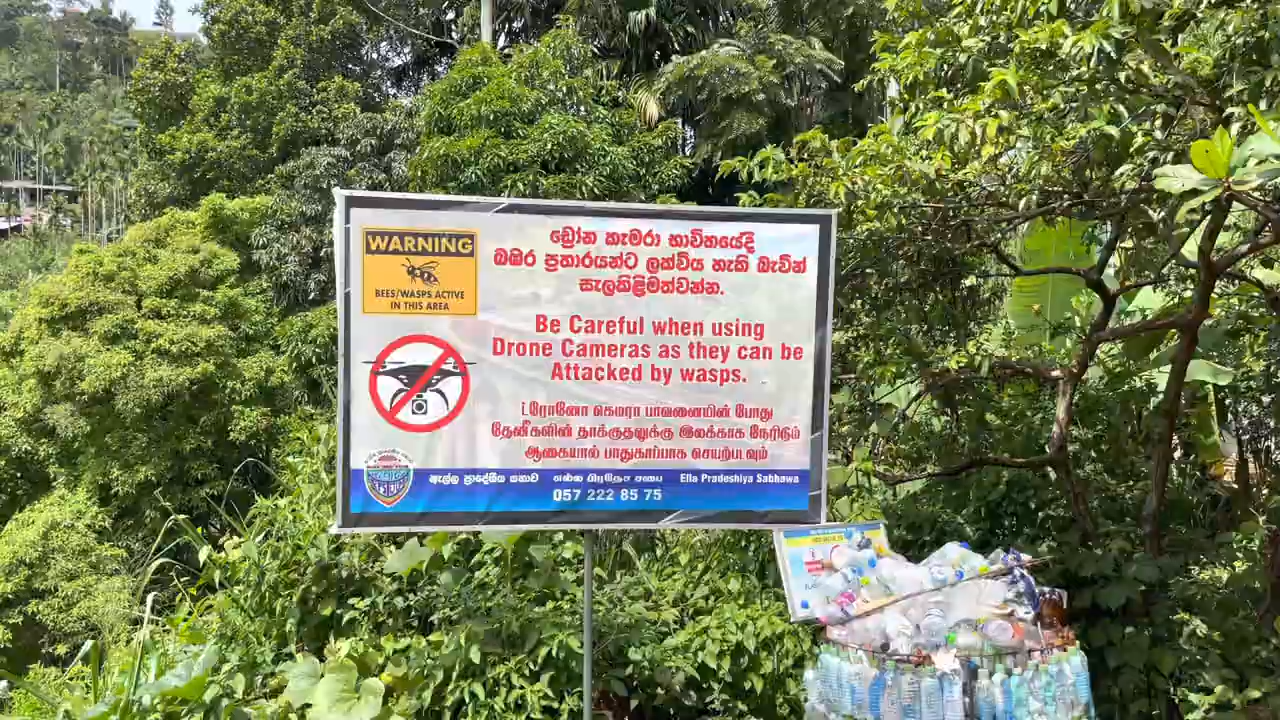 WARNING
BEES/WASPS ACTIVE
IN THIS AREA
ඩ්‍රෝන කැමරා භාවිතයේදී
බඹර ප්‍රහාරයන්ට ලක්විය හැකි බැවින්
සැලකිළිමත්වන්න.
Be Careful when using
Drone Cameras as they can be
Attacked by wasps.
ட்ரோனோ கெமரா பாவனையின் போது
தேனீகளின் தாக்குதலுக்கு இலக்காக நேரிடும்
ஆகையால் பாதுகாப்பாக செயற்படவும்
ඇල්ල ප්‍රාදේශීය සභාව எல்ல பிரதேச சபை Ella Pradeshiya Sabhawa
057 222 85 75